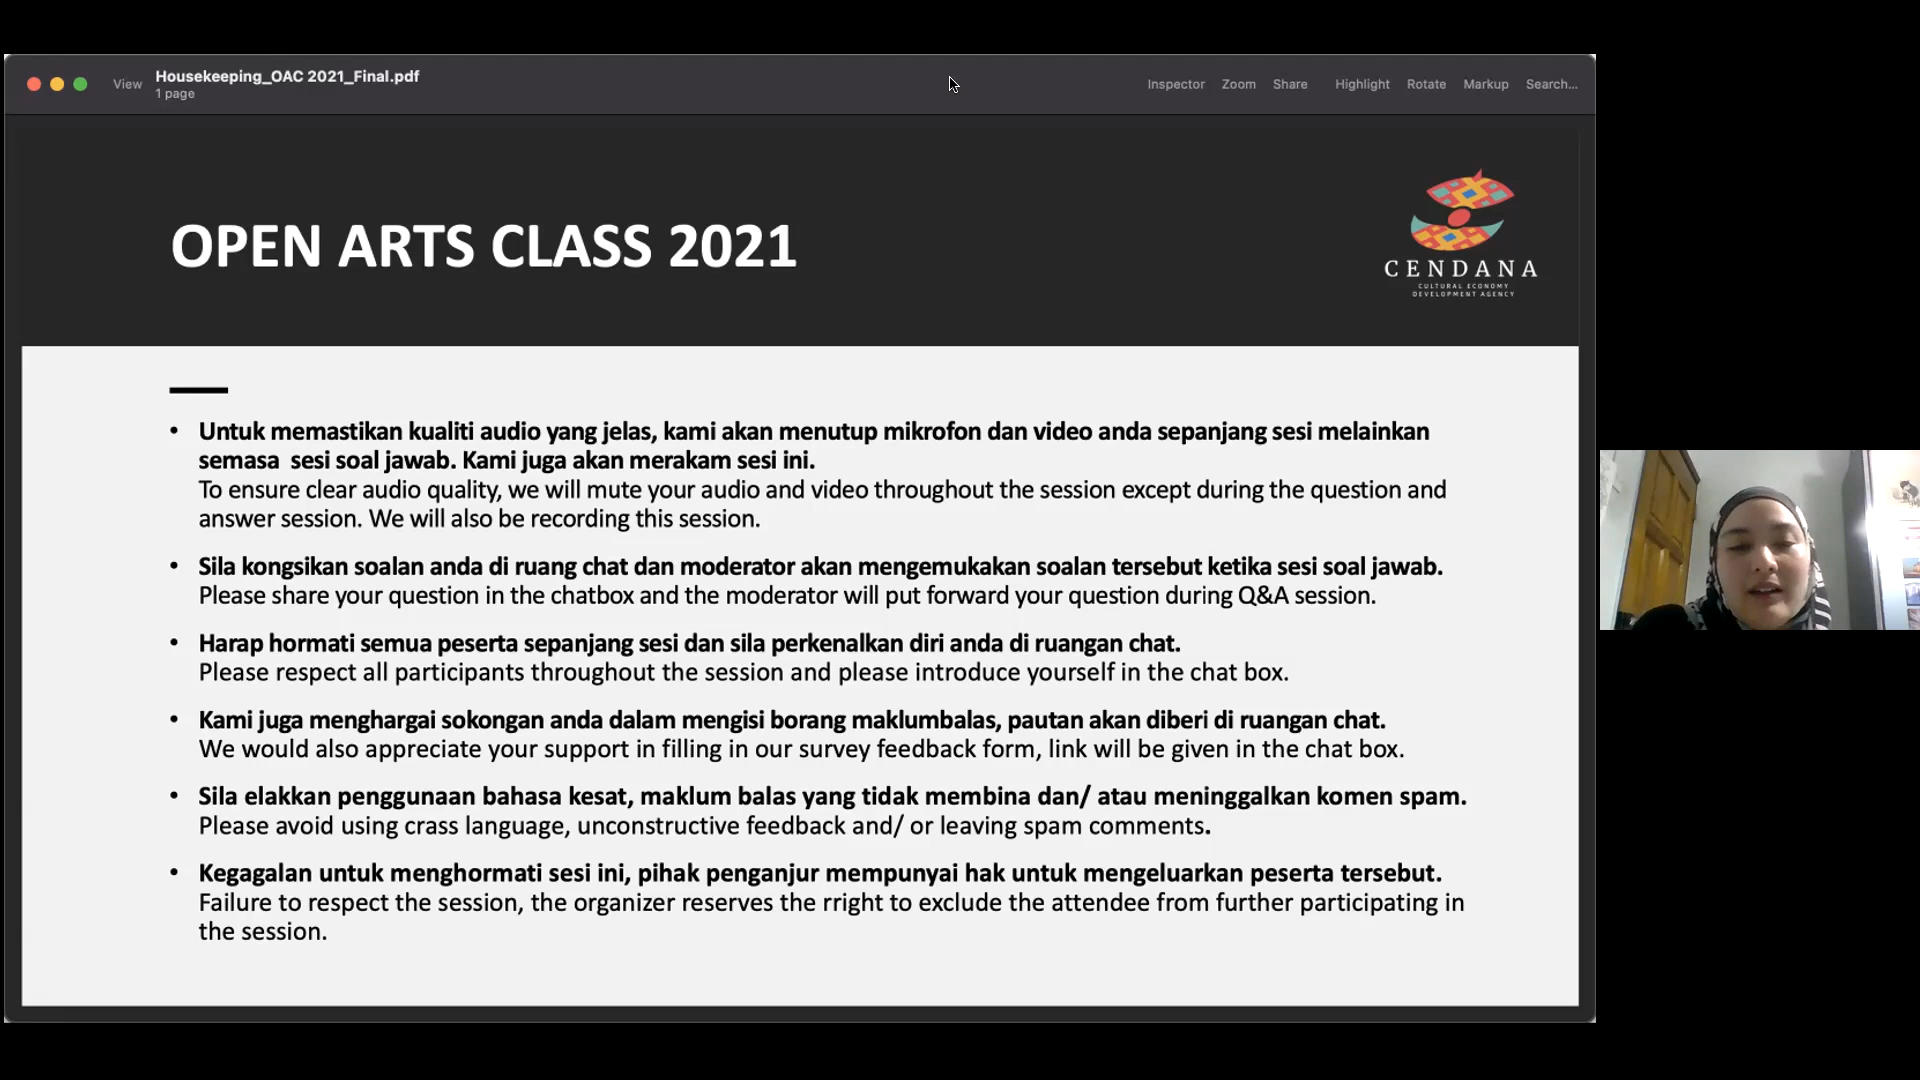 View
Housekeeping_OAC 2021_Final.pdf
1 page
Inspector
Zoom
Share
Highlight
Rotate
Markup
Search...
OPEN ARTS CLASS 2021
CENDANA
CULTURAL ECONOMY
DEVELOPMENT AGENCY
• Untuk memastikan kualiti audio yang jelas, kami akan menutup mikrofon dan video anda sepanjang sesi melainkan
semasa sesi soal jawab. Kami juga akan merakam sesi ini.
To ensure clear audio quality, we will mute your audio and video throughout the session except during the question and
answer session. We will also be recording this session.
• Sila kongsikan soalan anda di ruang chat dan moderator akan mengemukakan soalan tersebut ketika sesi soal jawab.
Please share your question in the chatbox and the moderator will put forward your question during Q&A session.
• Harap hormati semua peserta sepanjang sesi dan sila perkenalkan diri anda di ruangan chat.
Please respect all participants throughout the session and please introduce yourself in the chat box.
• Kami juga menghargai sokongan anda dalam mengisi borang maklumbalas, pautan akan diberi di ruangan chat.
We would also appreciate your support in filling in our survey feedback form, link will be given in the chat box.
• Sila elakkan penggunaan bahasa kesat, maklum balas yang tidak membina dan/ atau meninggalkan komen spam.
Please avoid using crass language, unconstructive feedback and/ or leaving spam comments.
• Kegagalan untuk menghormati sesi ini, pihak penganjur mempunyai hak untuk mengeluarkan peserta tersebut.
Failure to respect the session, the organizer reserves the rright to exclude the attendee from further participating in
the session.